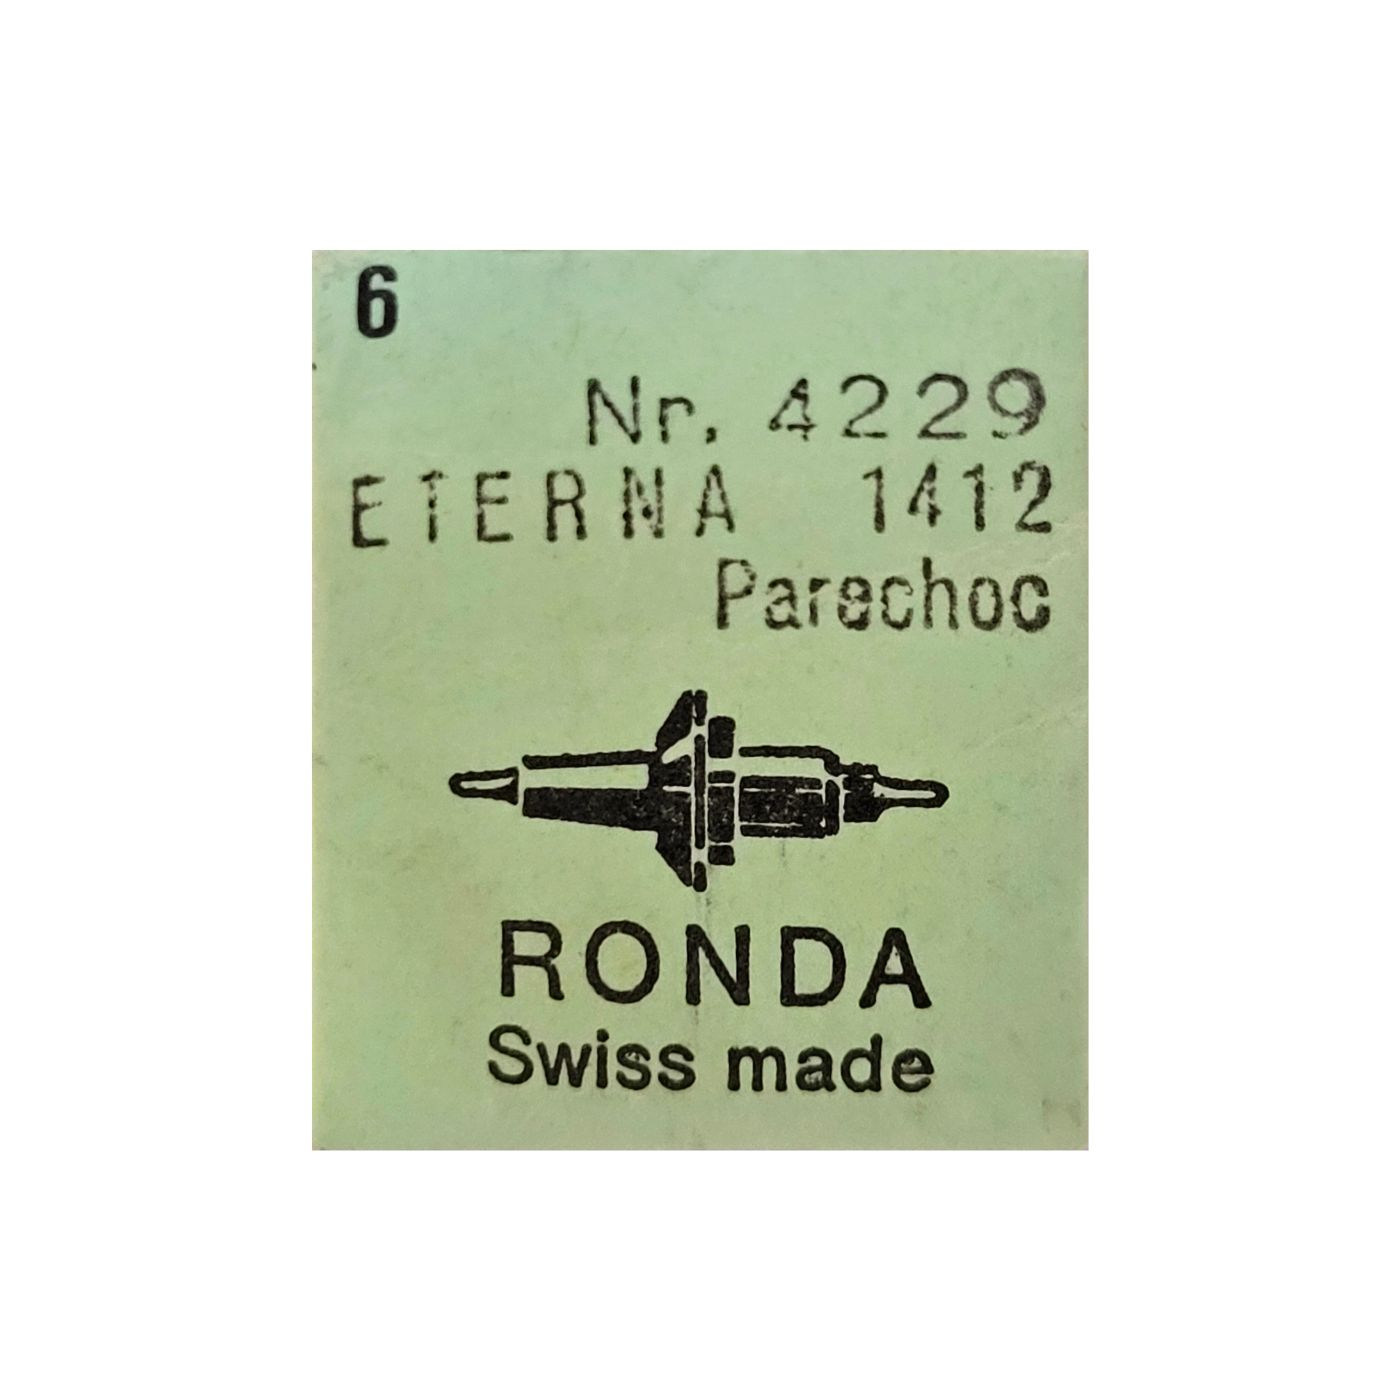 6
Nr. 4229
ETERNA 1412
Parechoc
RONDA
Swiss made